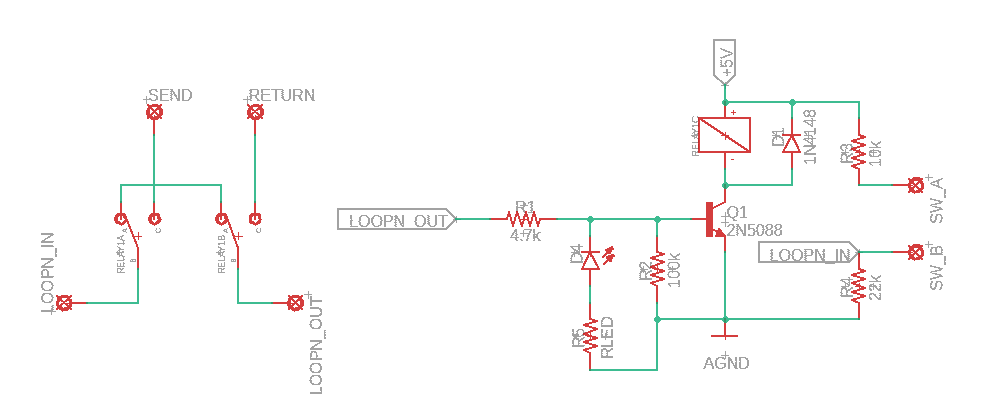 SEND
RETURN
A
C
A
C
B
B
RELAY1A
RELAY1B
LOOPN_IN
LOOPN_OUT
LOOPN_OUT
R1
4.7k
D4
R5
RLED
R2
100k
+5V
RELAY1C
+
-
D1
1N4148
R3
10k
SW_A
Q1
2N5088
LOOPN_IN
SW_B
R4
22k
AGND